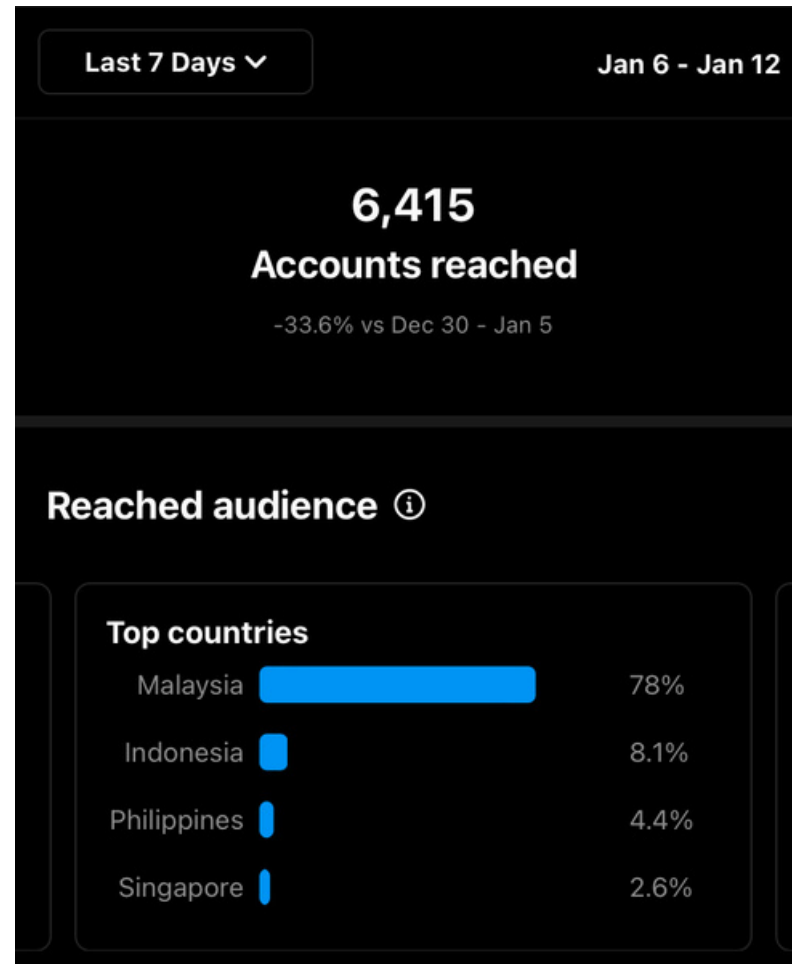 Last 7 Days
Jan 6 - Jan 12
6,415
Accounts reached
-33.6% vs Dec 30 - Jan 5
Reached audience
Top countries
Malaysia 78%
Indonesia 8.1%
Philippines 4.4%
Singapore 2.6%